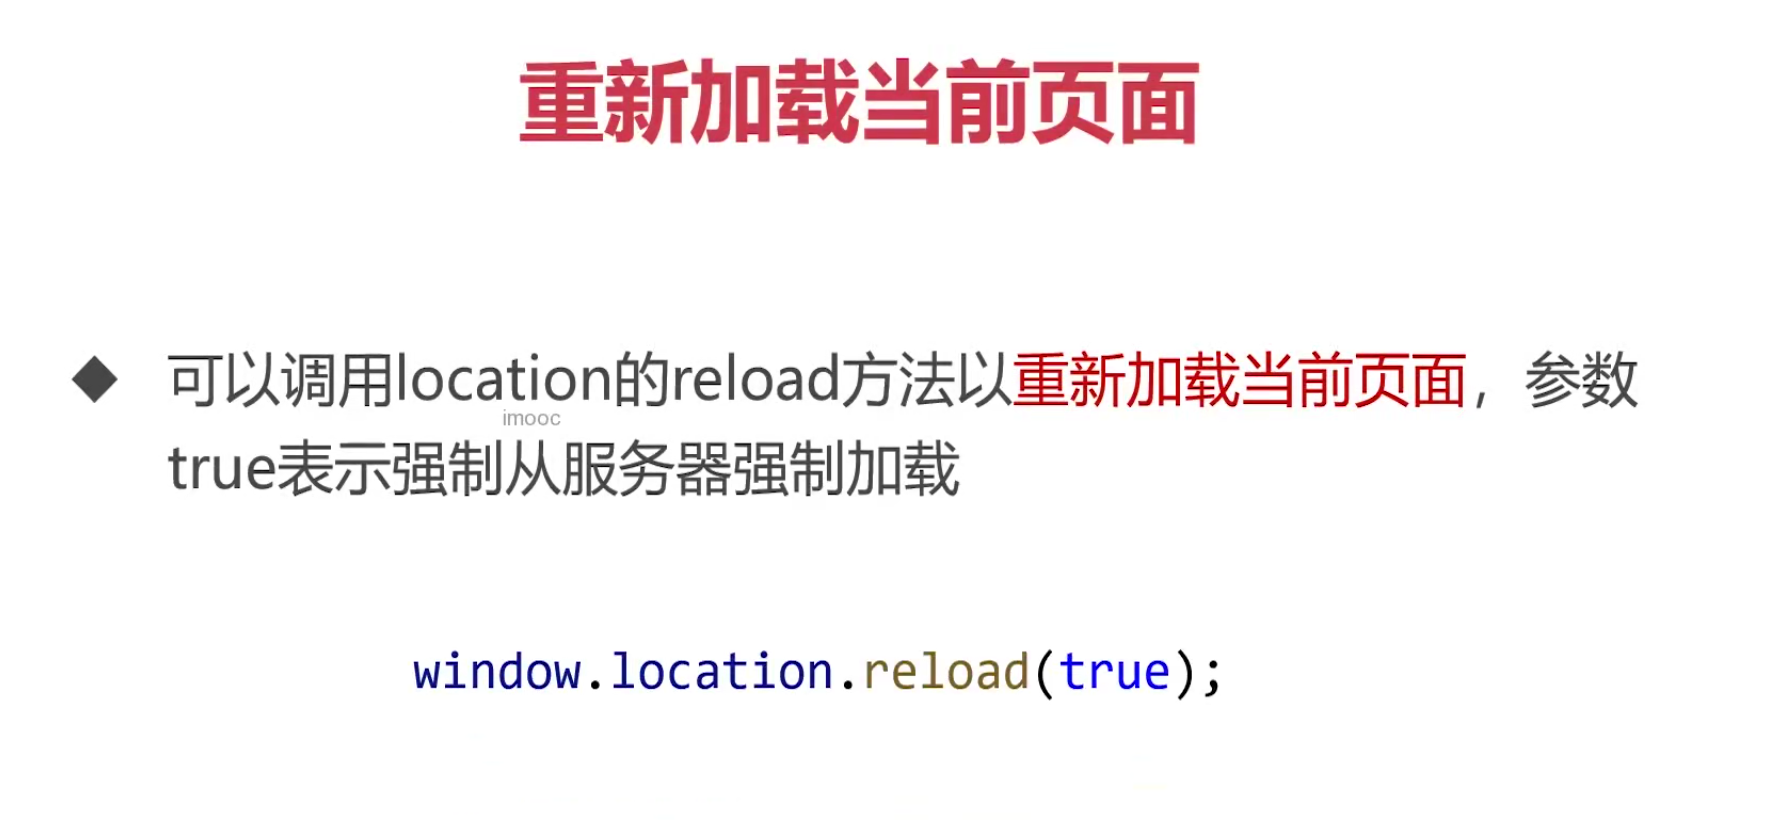 重新加载当前页面
可以调用location的reload方法以重新加载当前页面，参数
imooc
true表示强制从服务器强制加载
window.location.reload(true);